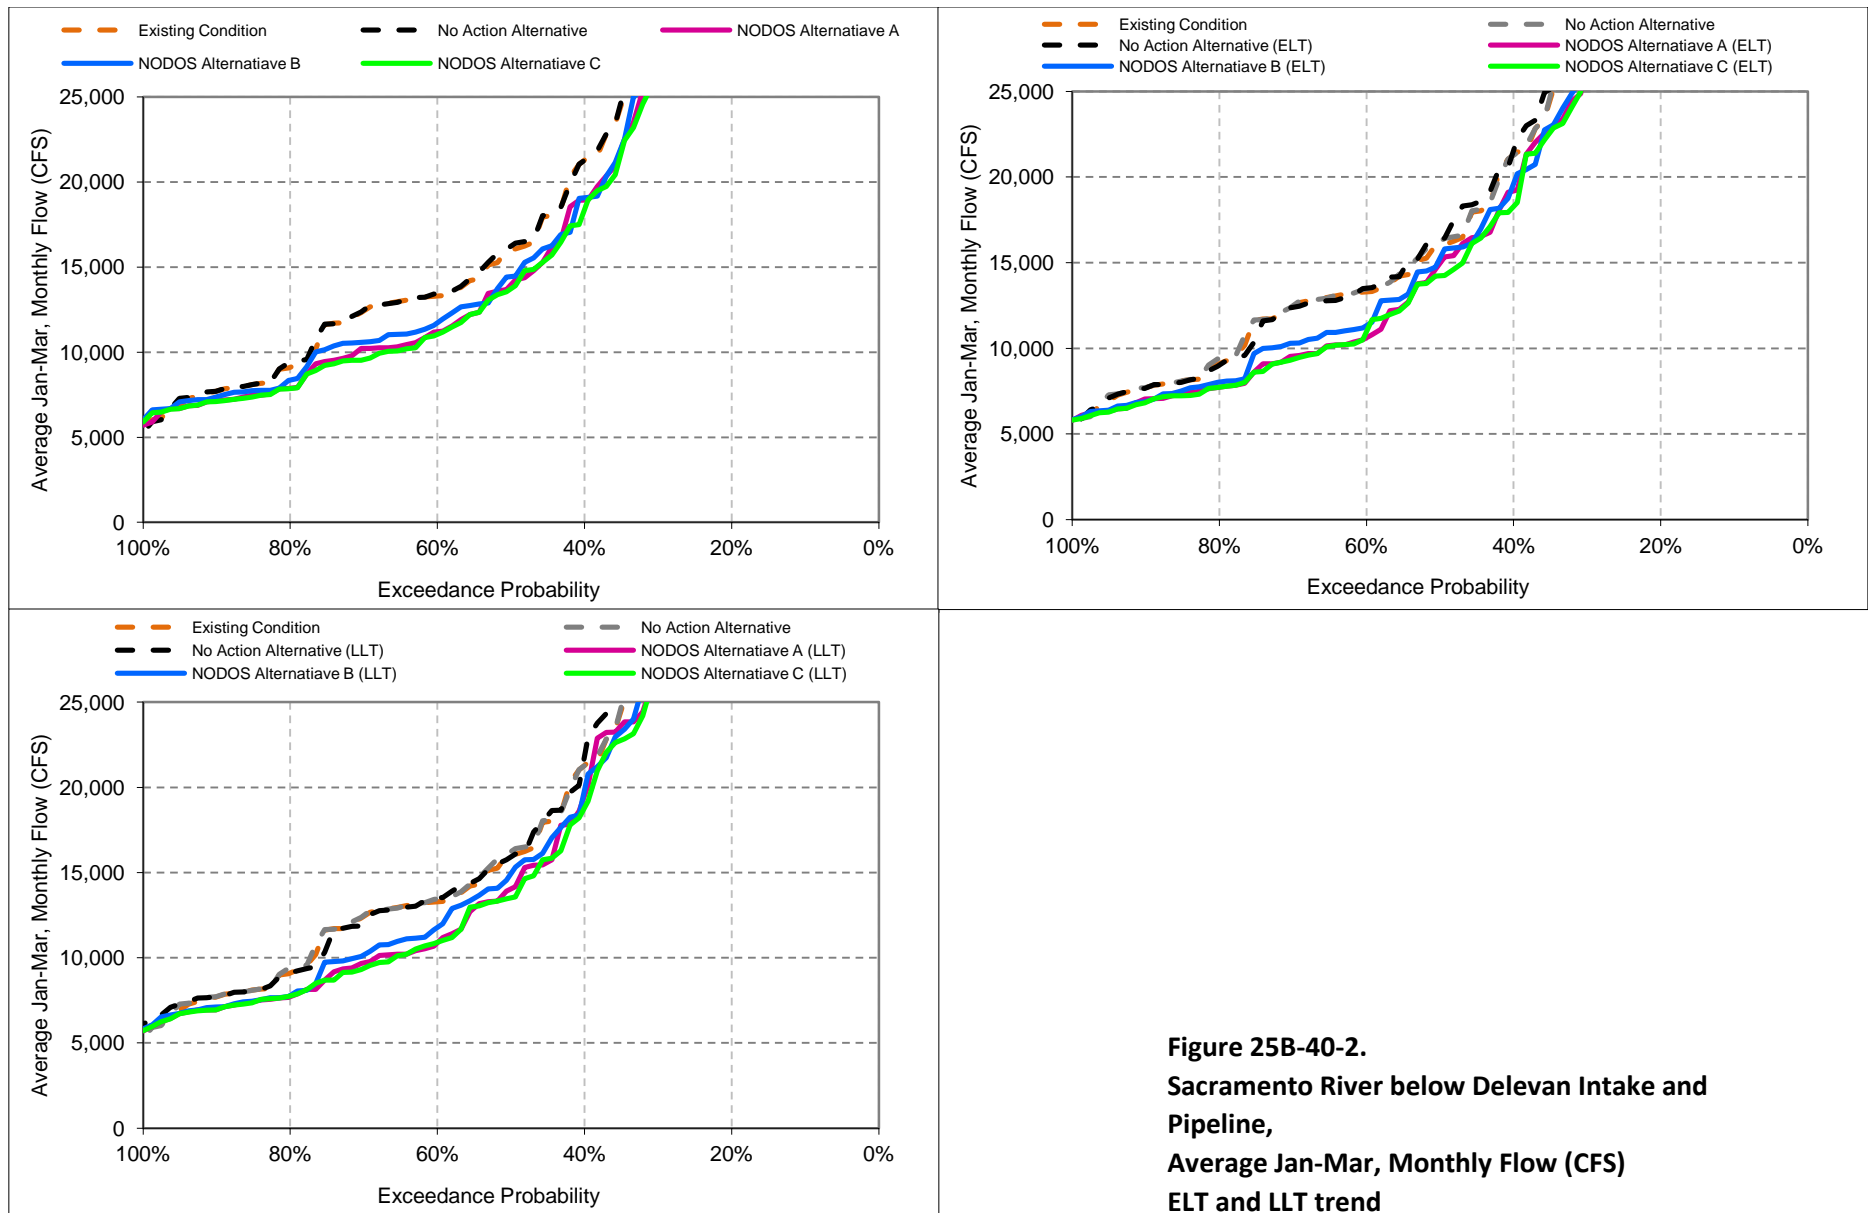 Existing Condition
No Action Alternative
NODOS Alternatiave A
NODOS Alternatiave B
NODOS Alternatiave C
Average Jan-Mar, Monthly Flow (CFS)
25,000
20,000
15,000
10,000
5,000
0
100% 80% 60% 40% 20% 0%
Exceedance Probability
Existing Condition
No Action Alternative
No Action Alternative (ELT)
NODOS Alternatiave A (ELT)
NODOS Alternatiave B (ELT)
NODOS Alternatiave C (ELT)
Average Jan-Mar, Monthly Flow (CFS)
25,000
20,000
15,000
10,000
5,000
0
100% 80% 60% 40% 20% 0%
Exceedance Probability
Existing Condition
No Action Alternative
No Action Alternative (LLT)
NODOS Alternatiave A (LLT)
NODOS Alternatiave B (LLT)
NODOS Alternatiave C (LLT)
Average Jan-Mar, Monthly Flow (CFS)
25,000
20,000
15,000
10,000
5,000
0
100% 80% 60% 40% 20% 0%
Exceedance Probability
Figure 25B-40-2.
Sacramento River below Delevan Intake and
Pipeline,
Average Jan-Mar, Monthly Flow (CFS)
ELT and LLT trend